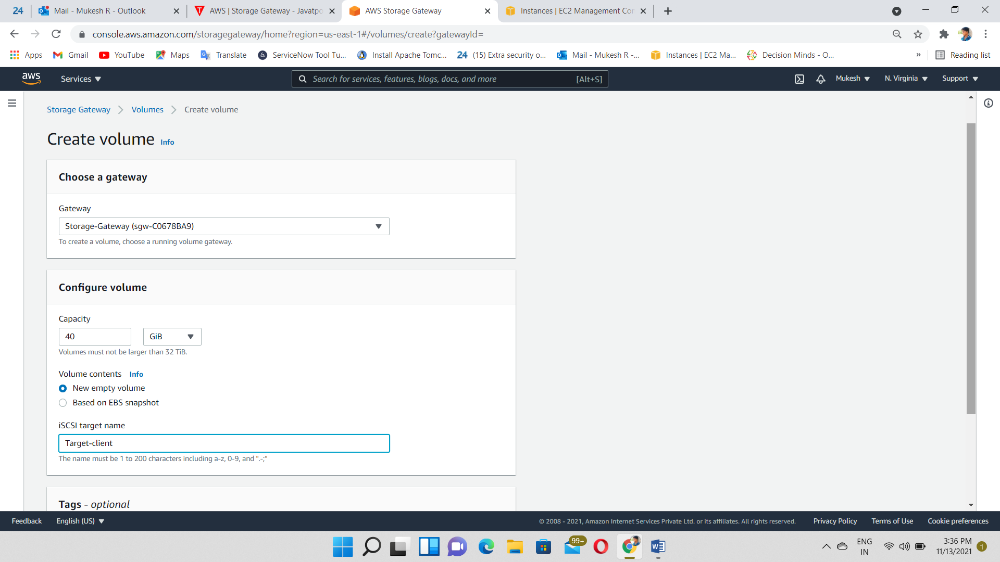 24
Mail - Mukesh R - Outlook
AWS | Storage Gateway - Javatpo
AWS Storage Gateway
Instances | EC2 Management Con
console.aws.amazon.com/storagegateway/home?region=us-east-1#/volumes/create?gatewayId=
Apps
Gmail
YouTube
Maps
Translate
ServiceNow Tool Tu...
Install Apache Tomc...
24 (15) Extra security o...
Mail - Mukesh R -...
Instances | EC2 Ma...
Decision Minds - O...
»
Reading list
aws
Services
Search for services, features, blogs, docs, and more
[Alt+S]
Mukesh
N. Virginia
Support
Storage Gateway
Volumes
Create volume
Create volume Info
Choose a gateway
Gateway
Storage-Gateway (sgw-C0678BA9)
To create a volume, choose a running volume gateway.
Configure volume
Capacity
40
GiB
Volumes must not be larger than 32 TiB.
Volume contents Info
New empty volume
Based on EBS snapshot
iSCSI target name
Target-client
The name must be 1 to 200 characters including a-z, 0-9, and ".-;"
Tags - optional
Feedback
English (US)
© 2008 - 2021, Amazon Internet Services Private Ltd. or its affiliates. All rights reserved.
Privacy Policy
Terms of Use
Cookie preferences
99+
ENG
IN
3:36 PM
11/13/2021
1